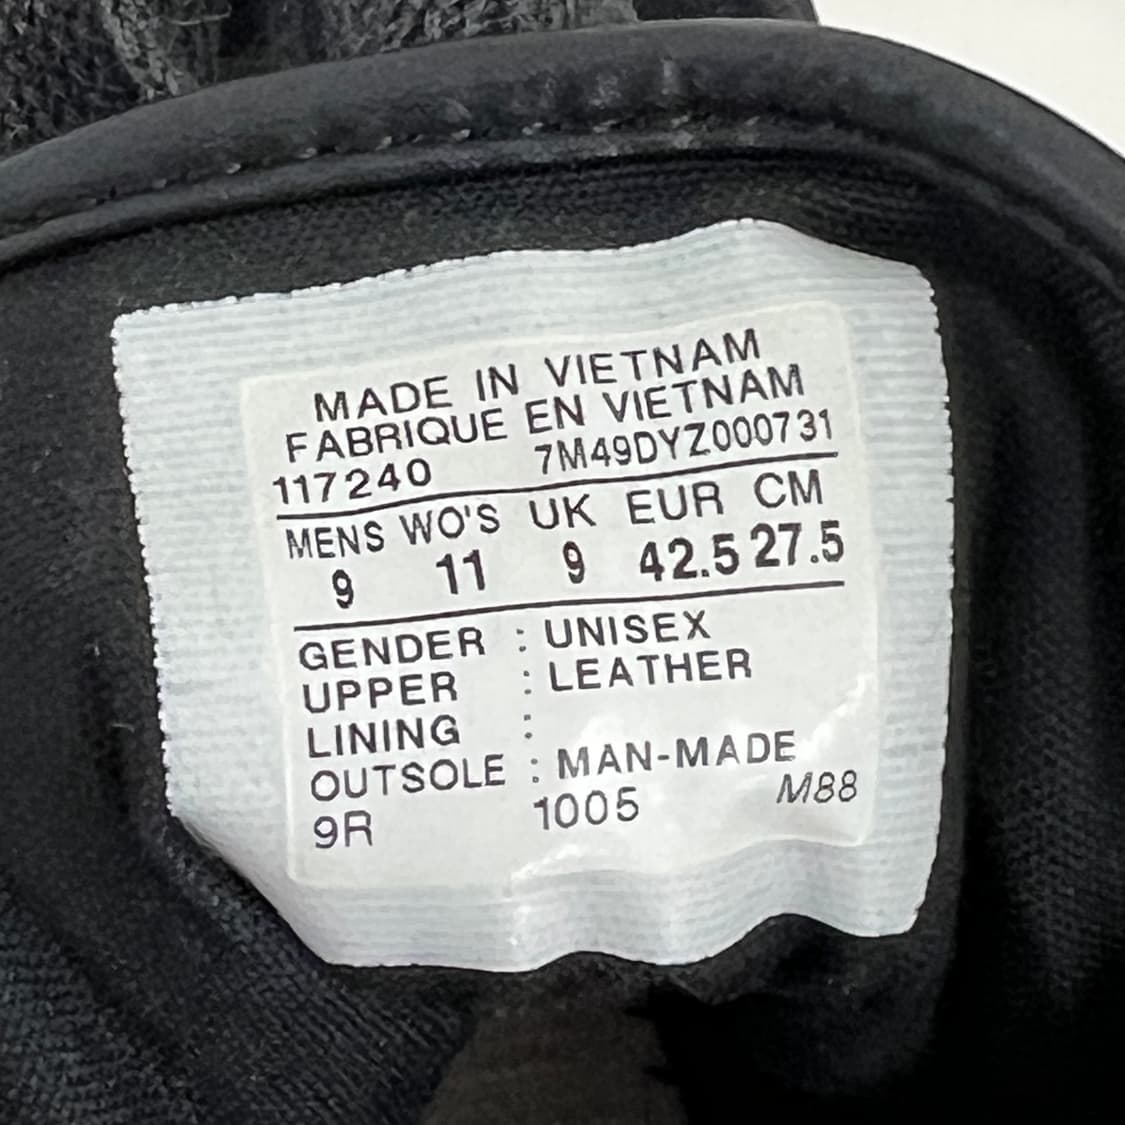 MADE IN VIETNAM
FABRIQUE EN VIETNAM
117240 7M49DYZ000731
MENS WO'S UK EUR CM
9 11 9 42.5 27.5
GENDER : UNISEX
UPPER : LEATHER
LINING :
OUTSOLE : MAN-MADE
9R 1005 M88